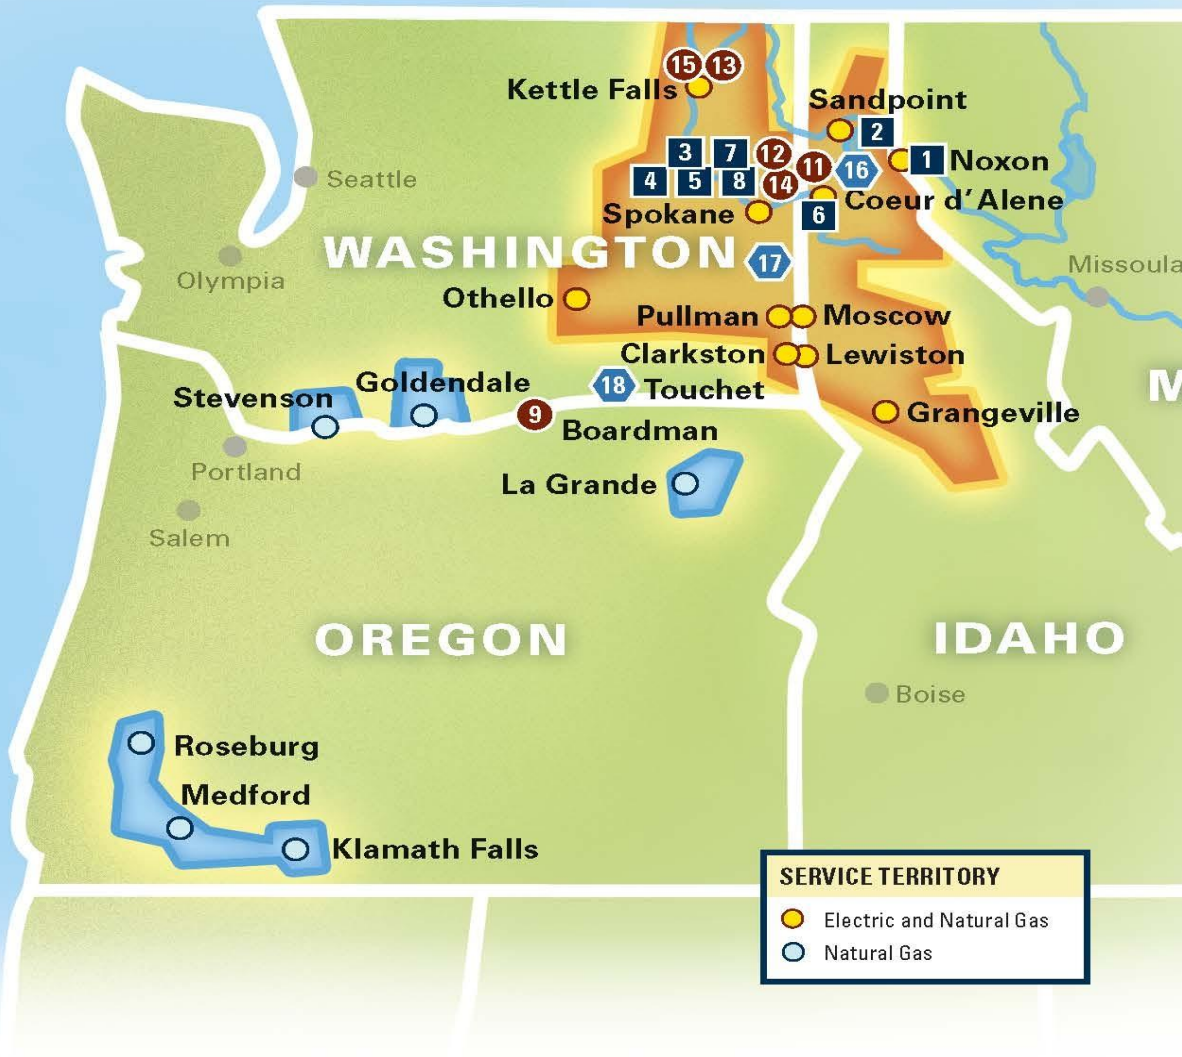 15
13
Kettle Falls
Sandpoint
2
3
7
12
11
16
1
Noxon
4
5
8
14
Seattle
Spokane
6
Coeur d’Alene
WASHINGTON
17
Olympia
Missoula
Othello
Pullman
Moscow
Clarkston
Lewiston
Goldendale
18
Touchet
M
Stevenson
9
Boardman
Grangeville
Portland
La Grande
Salem
OREGON
IDAHO
Boise
Roseburg
Medford
Klamath Falls
SERVICE TERRITORY
Electric and Natural Gas
Natural Gas